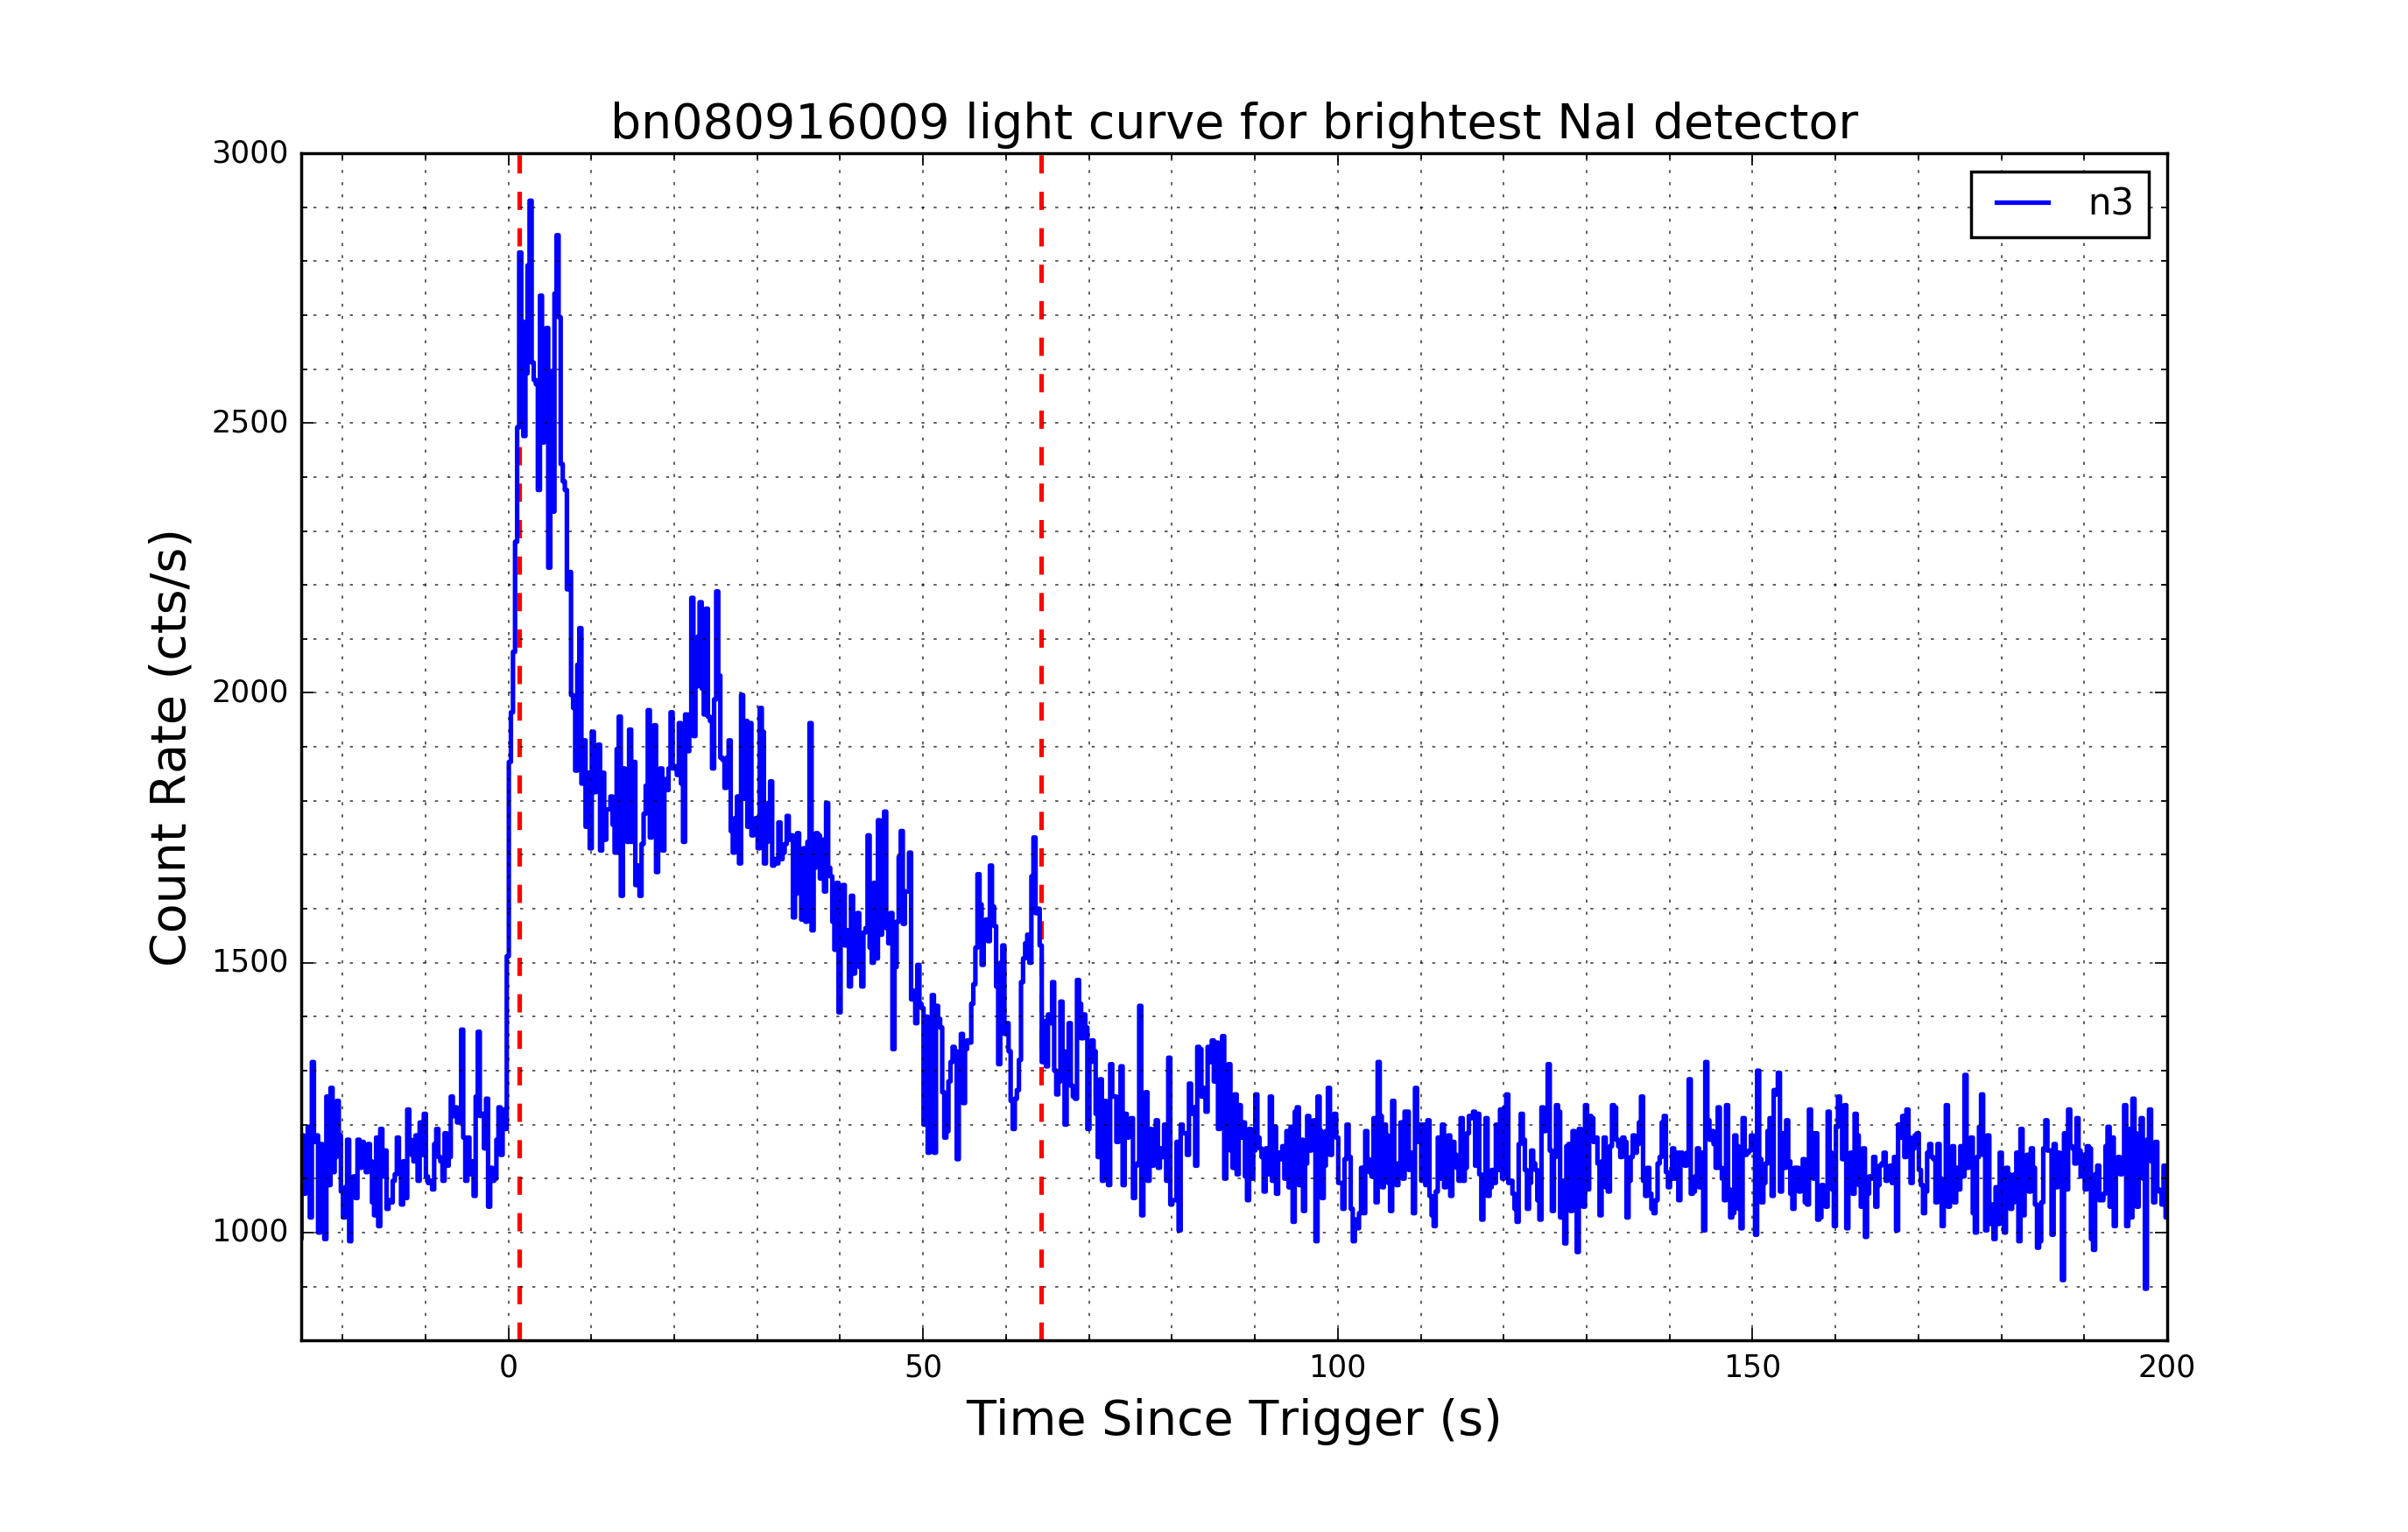 bn080916009 light curve for brightest NaI detector
3000
2500
2000
1500
1000
Count Rate (cts/s)
n3
0 50 100 150 200
Time Since Trigger (s)